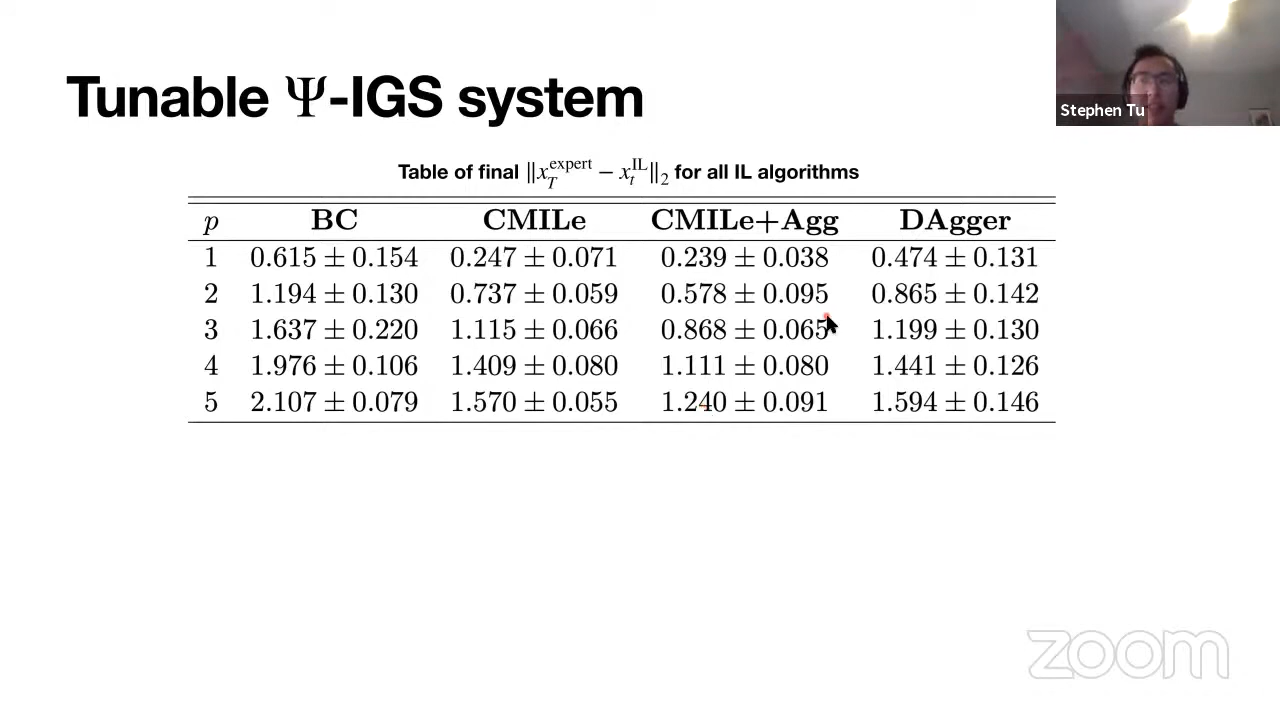 Tunable Ψ-IGS system
Stephen Tu
Table of final ‖x_T^expert − x_t^IL‖_2 for all IL algorithms
p BC CMILe CMILe+Agg DAgger
1 0.615 ± 0.154 0.247 ± 0.071 0.239 ± 0.038 0.474 ± 0.131
2 1.194 ± 0.130 0.737 ± 0.059 0.578 ± 0.095 0.865 ± 0.142
3 1.637 ± 0.220 1.115 ± 0.066 0.868 ± 0.065 1.199 ± 0.130
4 1.976 ± 0.106 1.409 ± 0.080 1.111 ± 0.080 1.441 ± 0.126
5 2.107 ± 0.079 1.570 ± 0.055 1.240 ± 0.091 1.594 ± 0.146
zoom